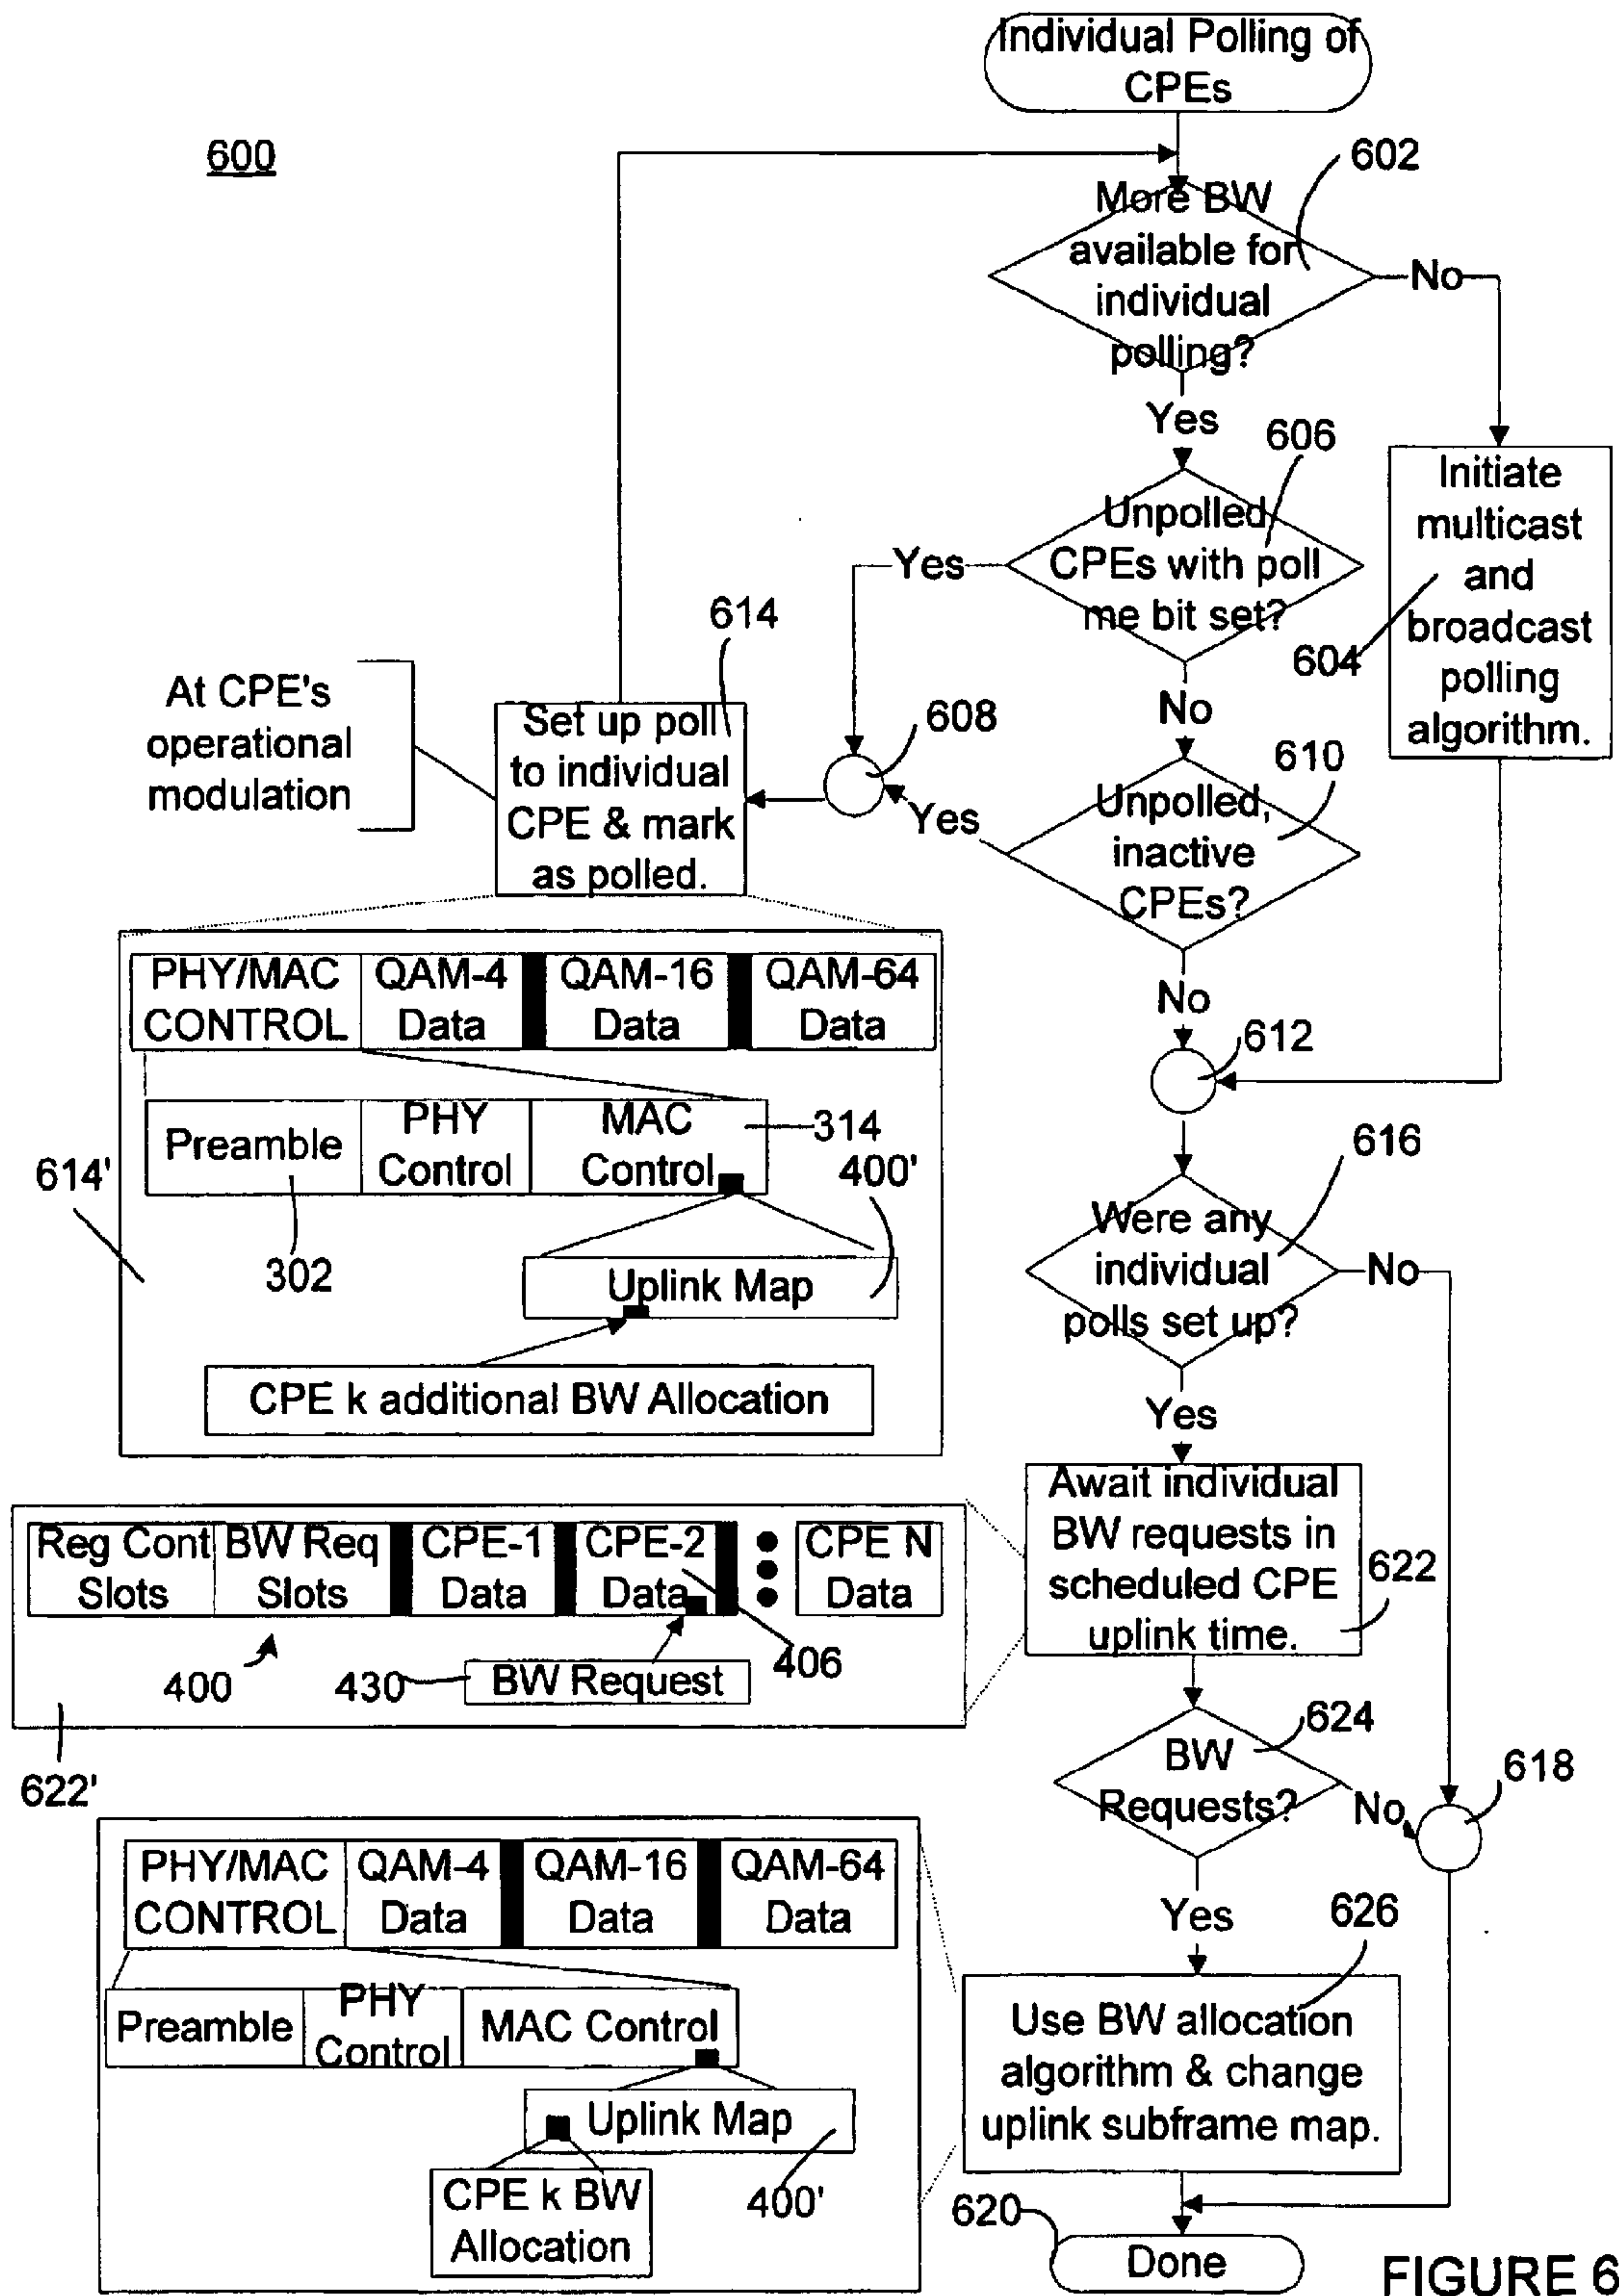 Individual Polling of
CPEs
600
602
More BW
available for
individual
polling?
No
Yes
606
Unpolled
CPEs with poll
me bit set?
Yes
Initiate
multicast
and
broadcast
polling
algorithm.
604
614
At CPE's
operational
modulation
Set up poll
to individual
CPE & mark
as polled.
608
No
610
Unpolled,
inactive
CPEs?
Yes
No
612
PHY/MAC
CONTROL
QAM-4
Data
QAM-16
Data
QAM-64
Data
Preamble
PHY
Control
MAC
Control
314
400'
614'
302
Uplink Map
CPE k additional BW Allocation
616
Were any
individual
polls set up?
No
Yes
Await individual
BW requests in
scheduled CPE
uplink time.
622
Reg Cont
Slots
BW Req
Slots
CPE-1
Data
CPE-2
Data
CPE N
Data
400
430
BW Request
406
622'
624
BW
Requests?
No
618
Yes
626
PHY/MAC
CONTROL
QAM-4
Data
QAM-16
Data
QAM-64
Data
Preamble
PHY
Control
MAC Control
Uplink Map
CPE k BW
Allocation
400'
Use BW allocation
algorithm & change
uplink subframe map.
620
Done
FIGURE 6